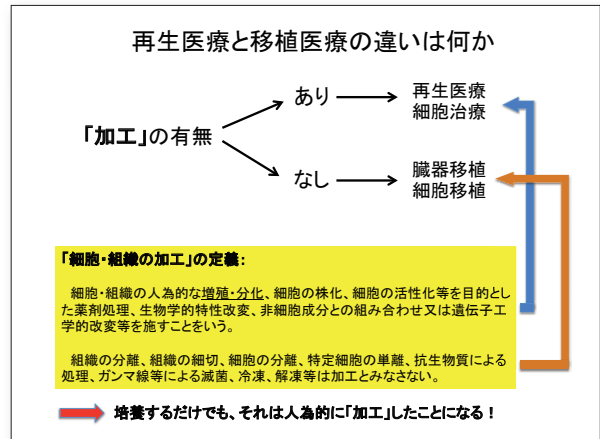 再生医療と移植医療の違いは何か
あり
再生医療
細胞治療
「加工」の有無
なし
臓器移植
細胞移植
「細胞・組織の加工」の定義：
細胞・組織の人為的な増殖・分化、細胞の株化、細胞の活性化等を目的とし
た薬剤処理、生物学的特性改変、非細胞成分との組み合わせ又は遺伝子工
学的改変等を施すことをいう。
組織の分離、組織の細切、細胞の分離、特定細胞の単離、抗生物質による
処理、ガンマ線等による滅菌、冷凍、解凍等は加工とみなさない。
培養するだけでも、それは人為的に「加工」したことになる！